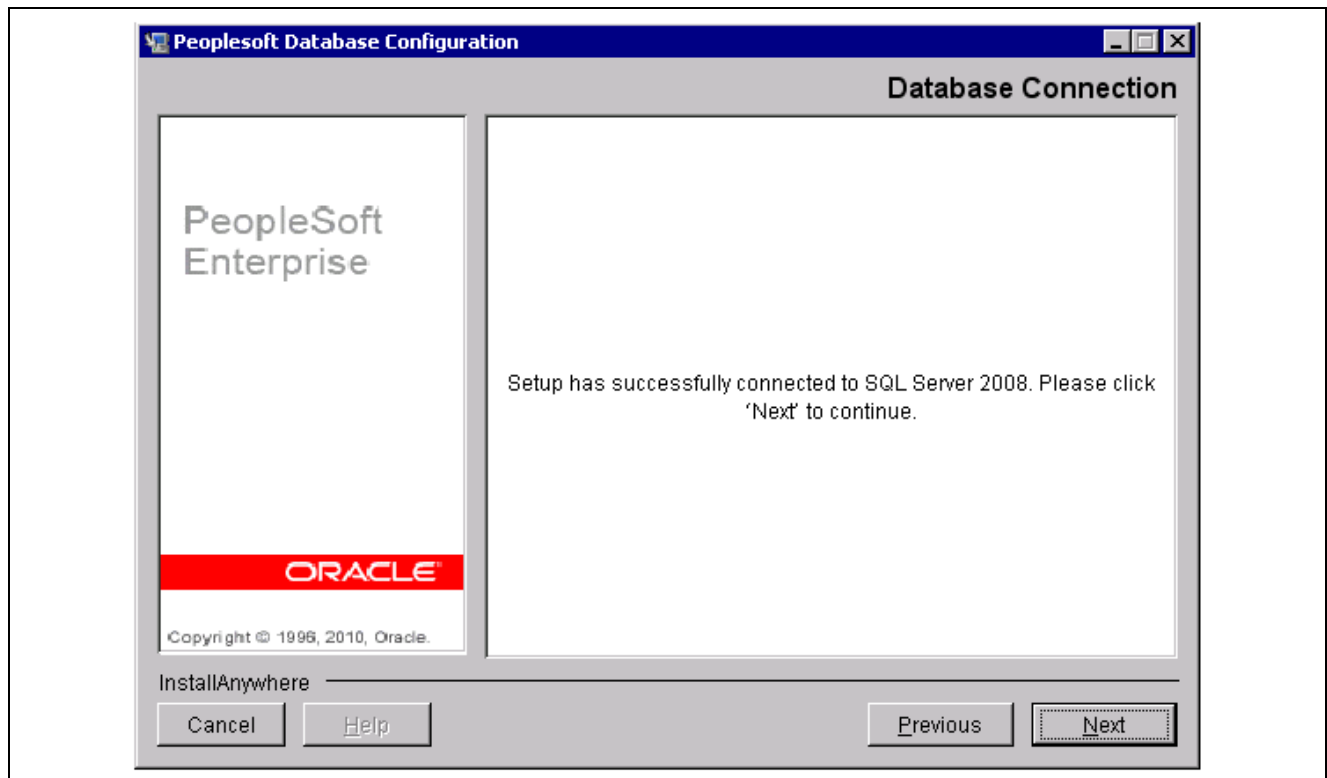 Peoplesoft Database Configuration
Database Connection
PeopleSoft
Enterprise
Setup has successfully connected to SQL Server 2008. Please click
‘Next’ to continue.
ORACLE
Copyright © 1996, 2010, Oracle.
InstallAnywhere
Cancel Help Previous Next